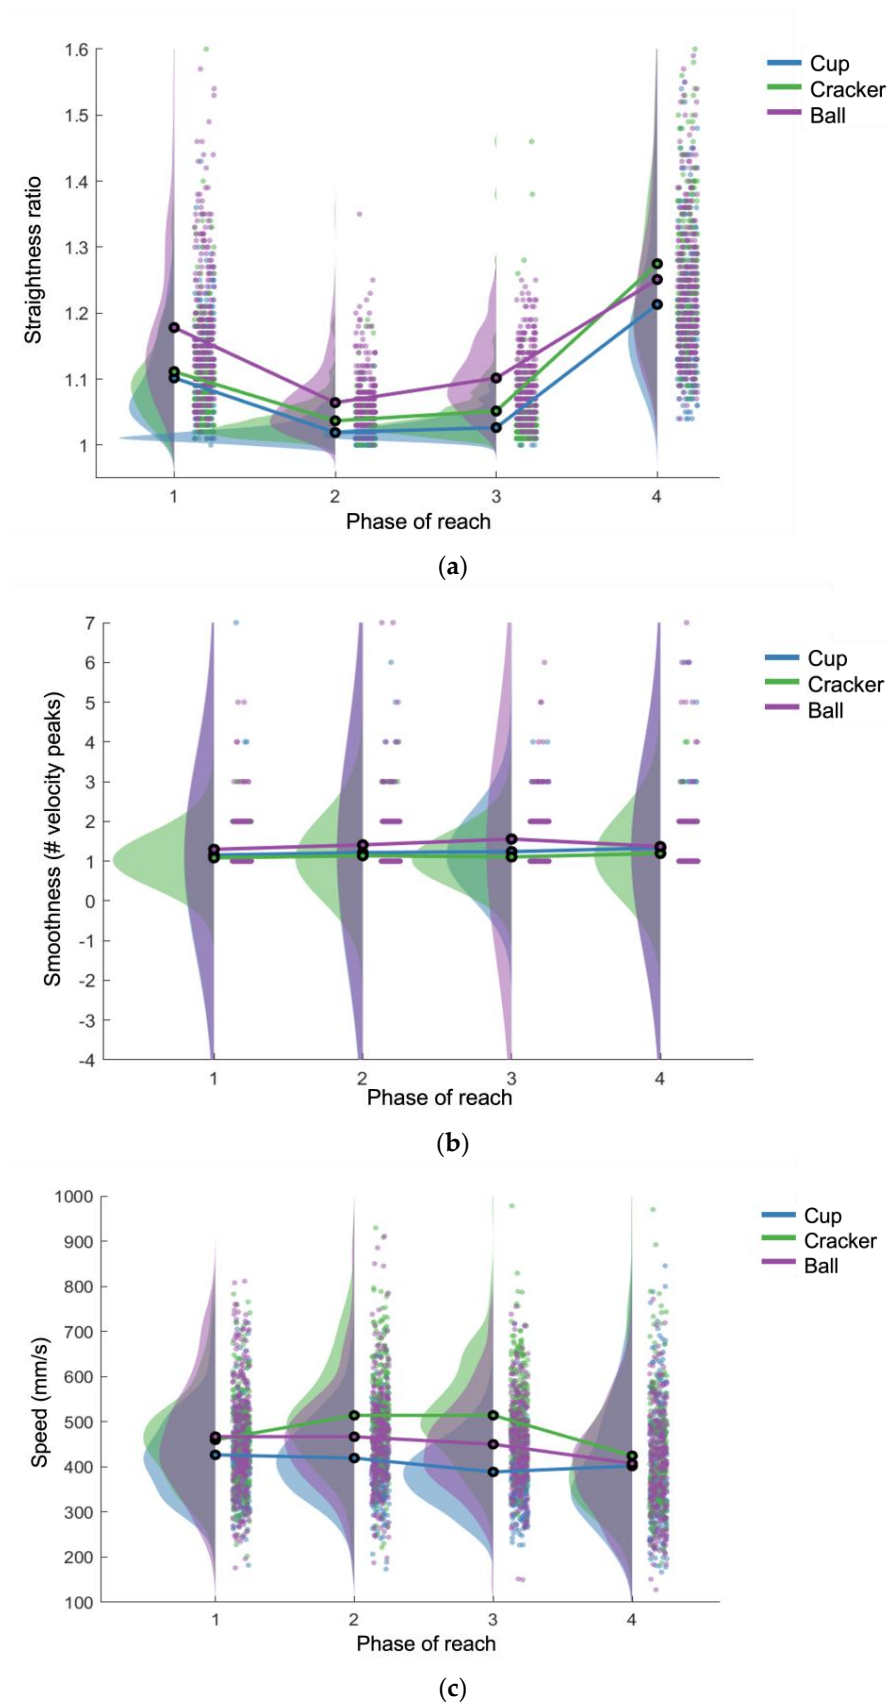 1.6
1.5
1.4
1.3
1.2
1.1
1
Straightness ratio
1 2 3 4
Phase of reach
Cup
Cracker
Ball
(a)
7
6
5
4
3
2
1
0
-1
-2
-3
-4
Smoothness (# velocity peaks)
1 2 3 4
Phase of reach
Cup
Cracker
Ball
(b)
1000
900
800
700
600
500
400
300
200
100
Speed (mm/s)
1 2 3 4
Phase of reach
Cup
Cracker
Ball
(c)